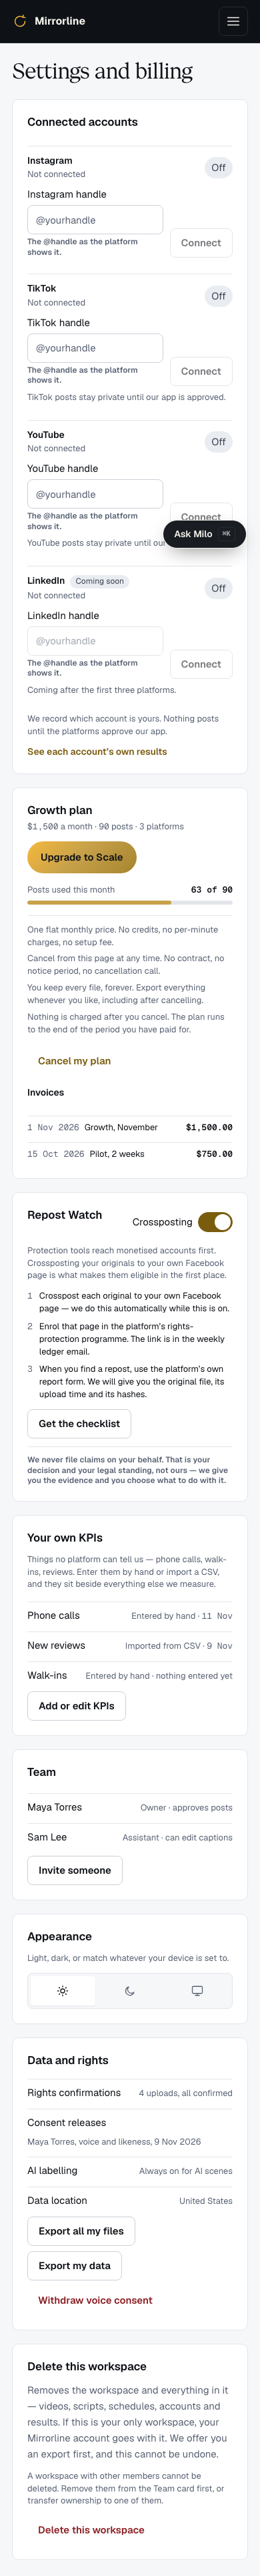 Mirrorline
Settings and billing
Connected accounts
Instagram
Not connected
Off
Instagram handle
@yourhandle
The @handle as the platform
shows it.
Connect
TikTok
Not connected
Off
TikTok handle
@yourhandle
The @handle as the platform
shows it.
Connect
TikTok posts stay private until our app is approved.
YouTube
Not connected
Off
YouTube handle
@yourhandle
The @handle as the platform
shows it.
Connect
YouTube posts stay private until our
Ask Milo ⌘K
LinkedIn Coming soon
Not connected
Off
LinkedIn handle
@yourhandle
The @handle as the platform
shows it.
Connect
Coming after the first three platforms.
We record which account is yours. Nothing posts
until the platforms approve our app.
See each account's own results
Growth plan
$1,500 a month · 90 posts · 3 platforms
Upgrade to Scale
Posts used this month 63 of 90
One flat monthly price. No credits, no per-minute
charges, no setup fee.
Cancel from this page at any time. No contract, no
notice period, no cancellation call.
You keep every file, forever. Export everything
whenever you like, including after cancelling.
Nothing is charged after you cancel. The plan runs
to the end of the period you have paid for.
Cancel my plan
Invoices
1 Nov 2026 Growth, November $1,500.00
15 Oct 2026 Pilot, 2 weeks $750.00
Repost Watch
Crossposting
Protection tools reach monetised accounts first.
Crossposting your originals to your own Facebook
page is what makes them eligible in the first place.
1 Crosspost each original to your own Facebook
page — we do this automatically while this is on.
2 Enrol that page in the platform's rights-
protection programme. The link is in the weekly
ledger email.
3 When you find a repost, use the platform's own
report form. We will give you the original file, its
upload time and its hashes.
Get the checklist
We never file claims on your behalf. That is your
decision and your legal standing, not ours — we give
you the evidence and you choose what to do with it.
Your own KPIs
Things no platform can tell us — phone calls, walk-
ins, reviews. Enter them by hand or import a CSV,
and they sit beside everything else we measure.
Phone calls Entered by hand · 11 Nov
New reviews Imported from CSV · 9 Nov
Walk-ins Entered by hand · nothing entered yet
Add or edit KPIs
Team
Maya Torres Owner · approves posts
Sam Lee Assistant · can edit captions
Invite someone
Appearance
Light, dark, or match whatever your device is set to.
Data and rights
Rights confirmations 4 uploads, all confirmed
Consent releases
Maya Torres, voice and likeness, 9 Nov 2026
AI labelling Always on for AI scenes
Data location United States
Export all my files
Export my data
Withdraw voice consent
Delete this workspace
Removes the workspace and everything in it
— videos, scripts, schedules, accounts and
results. If this is your only workspace, your
Mirrorline account goes with it. We offer you
an export first, and this cannot be undone.
A workspace with other members cannot be
deleted. Remove them from the Team card first, or
transfer ownership to one of them.
Delete this workspace